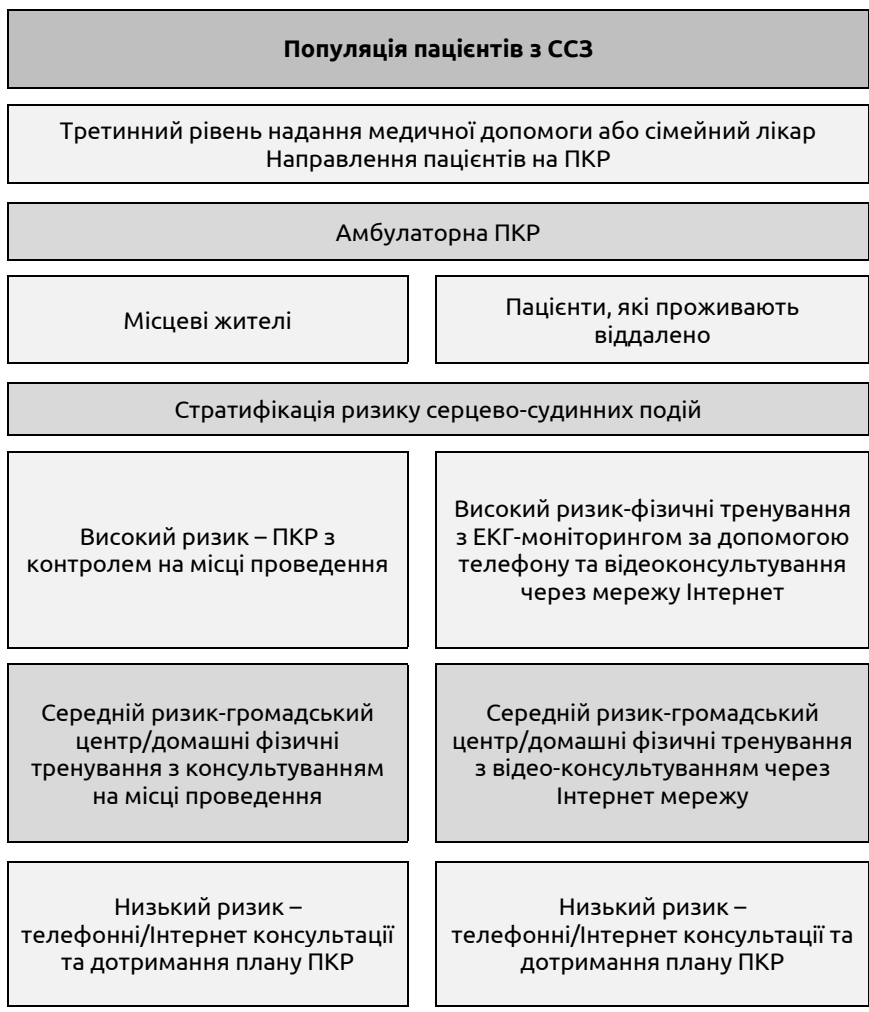 Популяція пацієнтів з ССЗ
Третинний рівень надання медичної допомоги або сімейний лікар
Направлення пацієнтів на ПКР
Амбулаторна ПКР
Місцеві жителі
Пацієнти, які проживають
віддалено
Стратифікація ризику серцево-судинних подій
Високий ризик – ПКР з
контролем на місці проведення
Високий ризик-фізичні тренування
з ЕКГ-моніторингом за допомогою
телефону та відеоконсультування
через мережу Інтернет
Середній ризик-громадський
центр/домашні фізичні
тренування з консультуванням
на місці проведення
Середній ризик-громадський
центр/домашні фізичні тренування
з відео-консультуванням через
Інтернет мережу
Низький ризик –
телефонні/Інтернет консультації
та дотримання плану ПКР
Низький ризик –
телефонні/Інтернет консультації та
дотримання плану ПКР